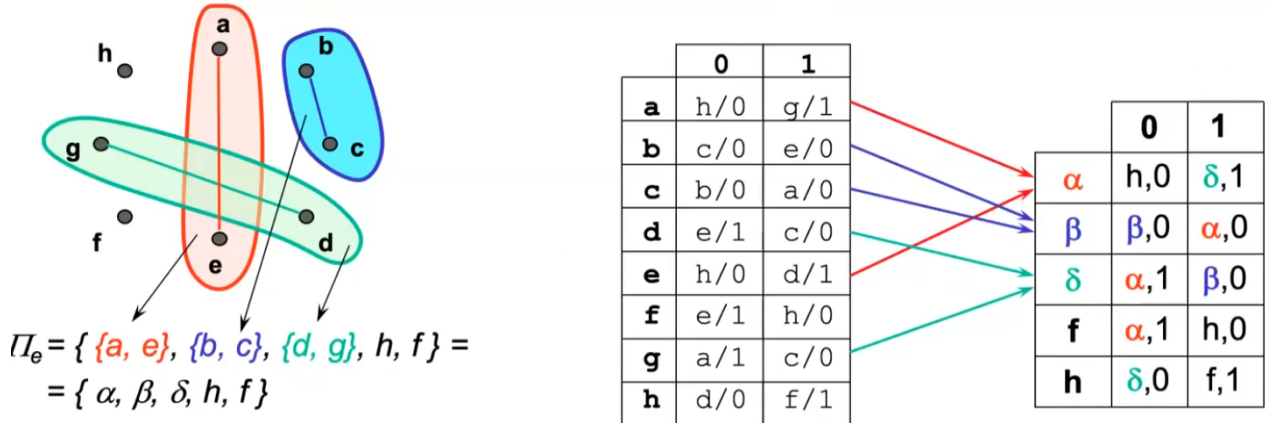 a
b
h
c
g
f
d
e
Π_e = { {a, e}, {b, c}, {d, g}, h, f } =
= { α, β, δ, h, f }
0 1
a h/0 g/1
b c/0 e/0
c b/0 a/0
d e/1 c/0
e h/0 d/1
f e/1 h/0
g a/1 c/0
h d/0 f/1
0 1
α h,0 δ,1
β β,0 α,0
δ α,1 β,0
f α,1 h,0
h δ,0 f,1